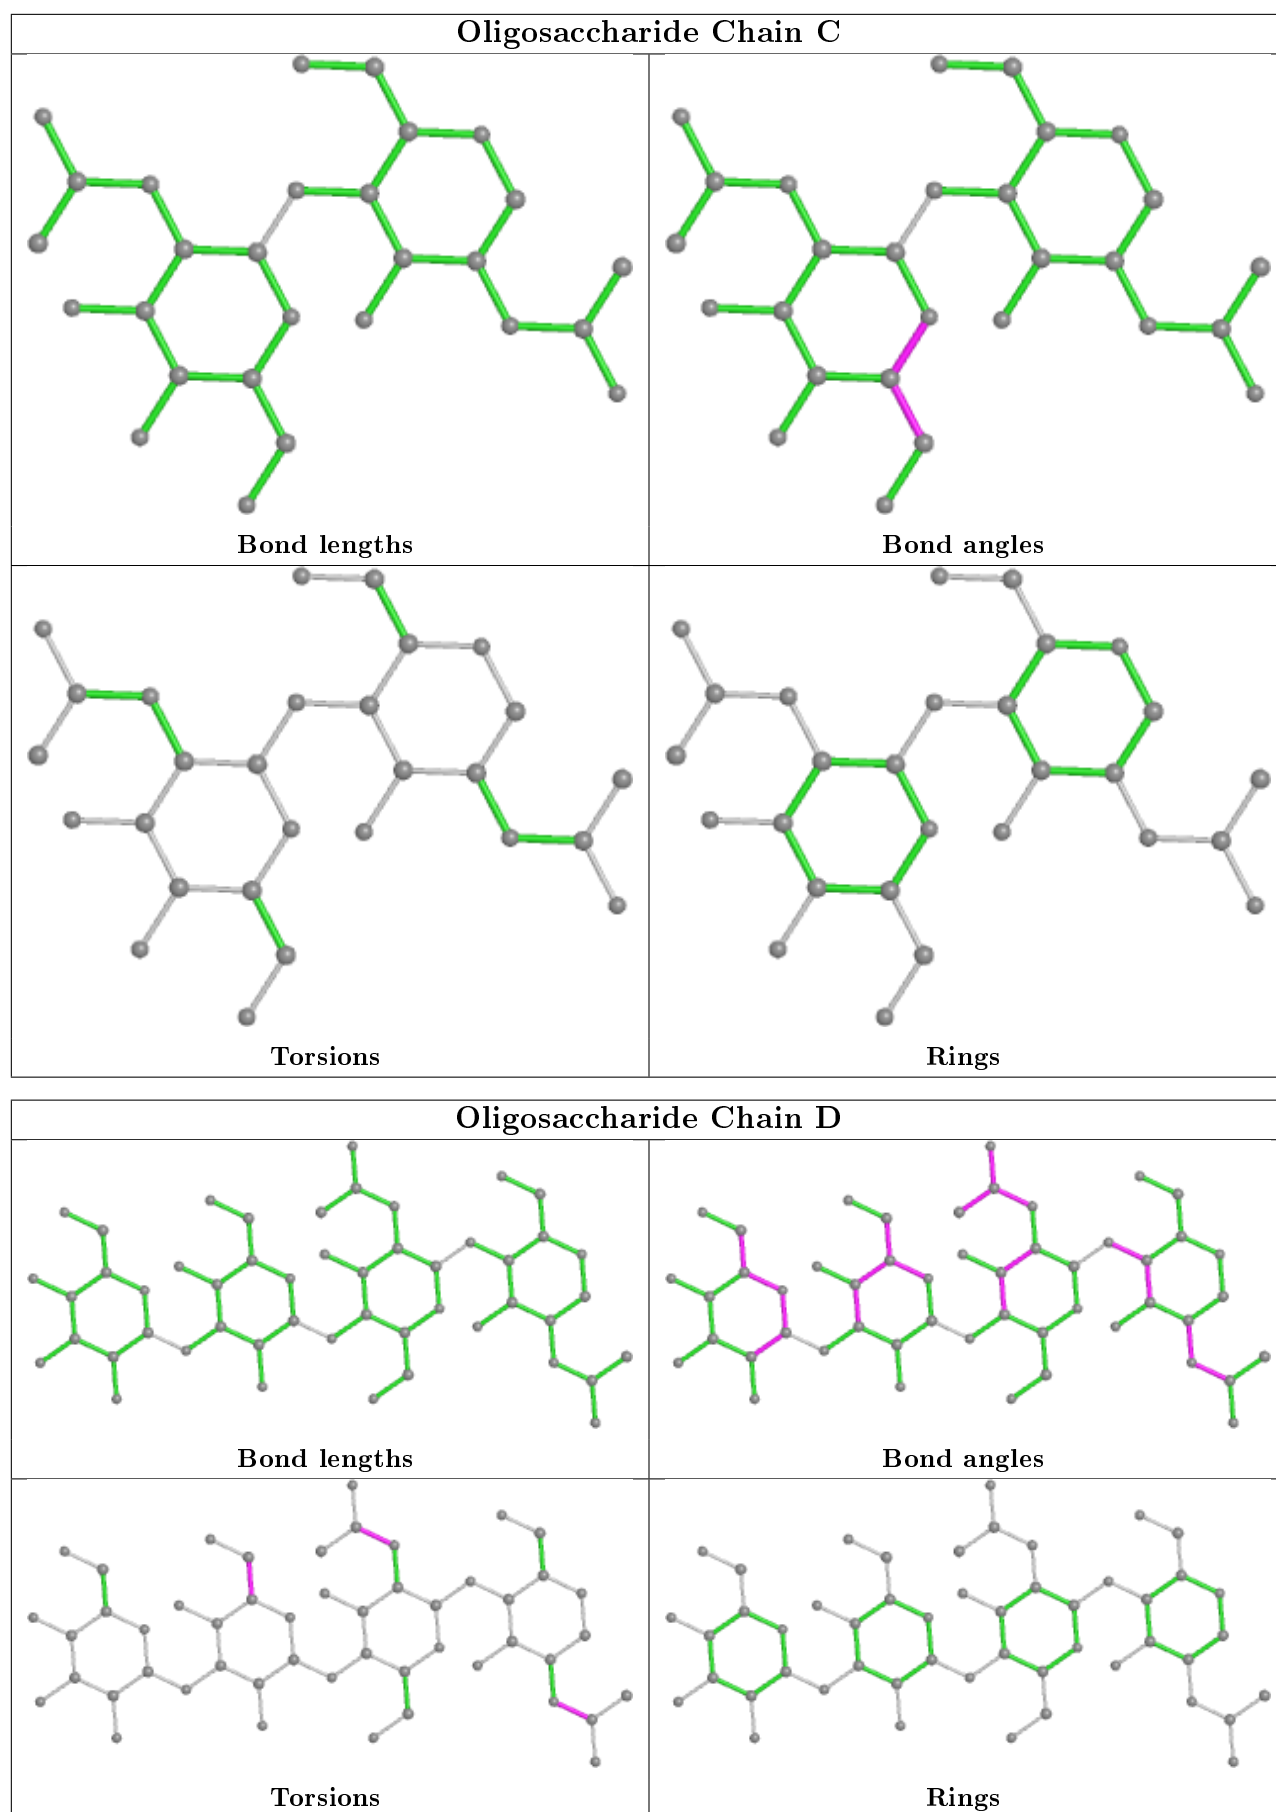 Oligosaccharide Chain C
Bond lengths
Bond angles
Torsions
Rings
Oligosaccharide Chain D
Bond lengths
Bond angles
Torsions
Rings